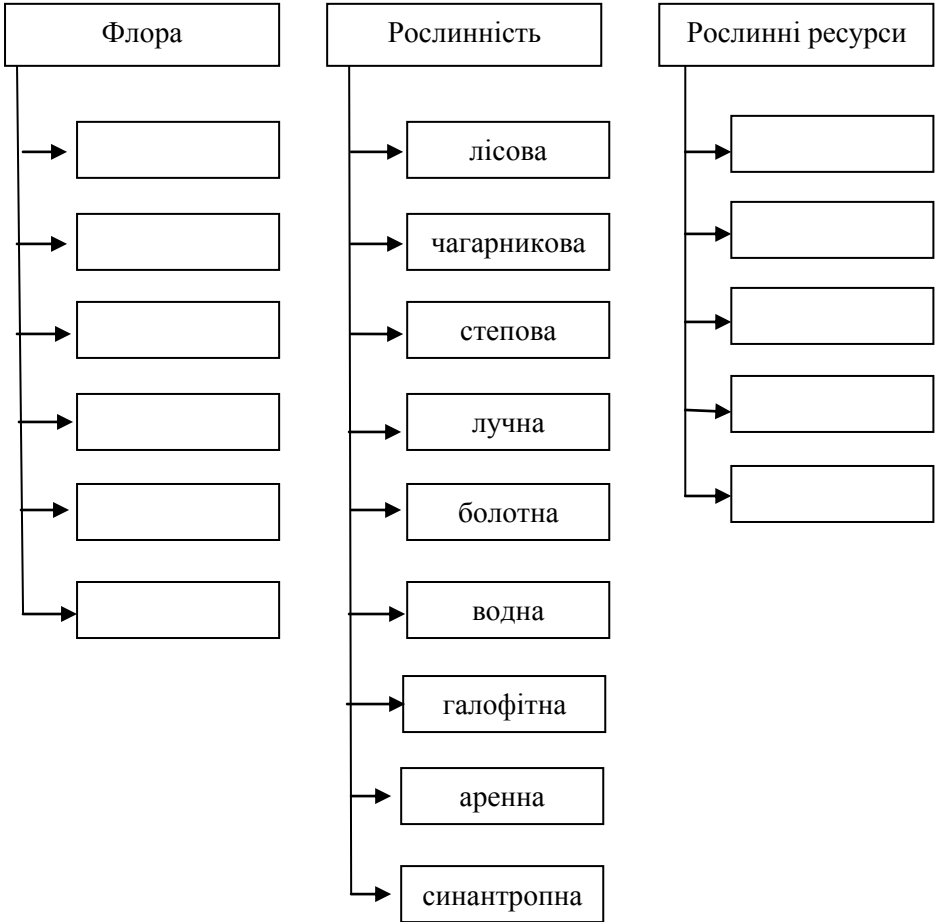 Флора
Рослинність
Рослинні ресурси
лісова
чагарникова
степова
лучна
болотна
водна
галофітна
аренна
синантропна